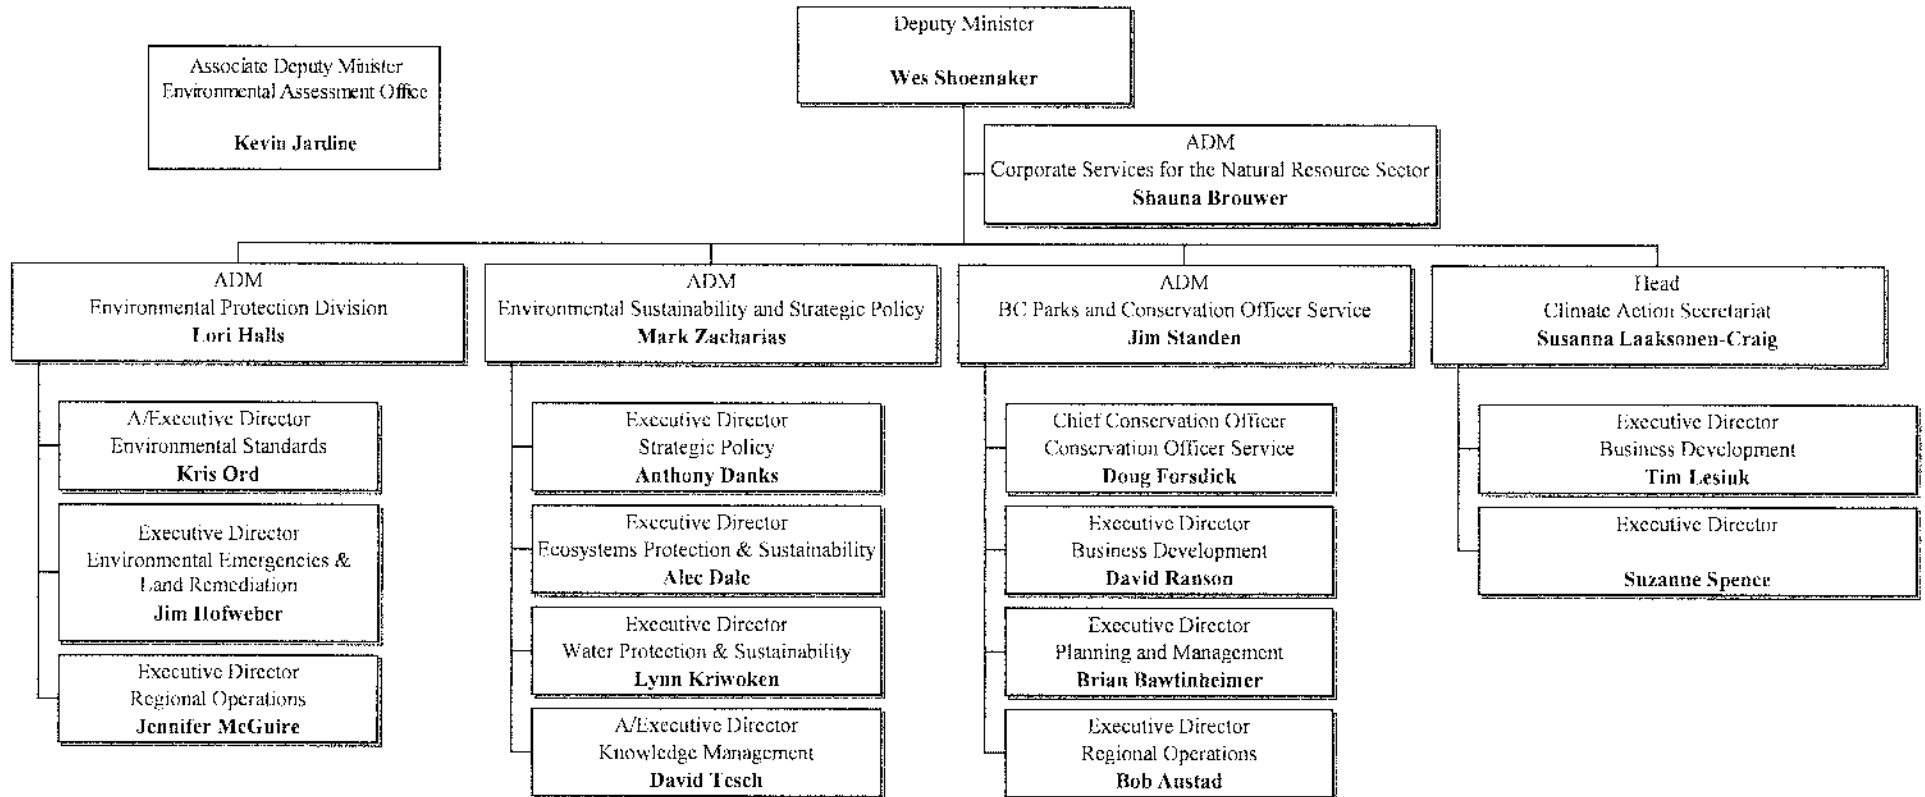 Deputy Minister
Wes Shoemaker
Associate Deputy Minister
Environmental Assessment Office
Kevin Jardine
ADM
Corporate Services for the Natural Resource Sector
Shauna Brouwer
ADM
Environmental Protection Division
Lori Halls
A/Executive Director
Environmental Standards
Kris Ord
Executive Director
Environmental Emergencies &
Land Remediation
Jim Hofweber
Executive Director
Regional Operations
Jennifer McGuire
ADM
Environmental Sustainability and Strategic Policy
Mark Zacharias
Executive Director
Strategic Policy
Anthony Danks
Executive Director
Ecosystems Protection & Sustainability
Alec Dale
Executive Director
Water Protection & Sustainability
Lynn Kriwoken
A/Executive Director
Knowledge Management
David Tesch
ADM
BC Parks and Conservation Officer Service
Jim Standen
Chief Conservation Officer
Conservation Officer Service
Doug Forsdick
Executive Director
Business Development
David Ranson
Executive Director
Planning and Management
Brian Bawtinheimer
Executive Director
Regional Operations
Bob Austad
Head
Climate Action Secretariat
Susanna Laaksonen-Craig
Executive Director
Business Development
Tim Lesiuk
Executive Director
Suzanne Spence